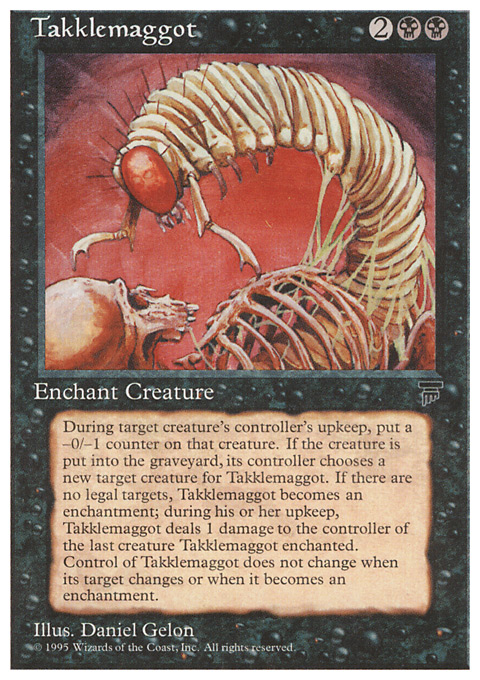 Takklemaggot 2
Enchant Creature
During target creature's controller's upkeep, put a
–0/–1 counter on that creature. If the creature is
put into the graveyard, its controller chooses a
new target creature for Takklemaggot. If there are
no legal targets, Takklemaggot becomes an
enchantment; during his or her upkeep,
Takklemaggot deals 1 damage to the controller of
the last creature Takklemaggot enchanted.
Control of Takklemaggot does not change when
its target changes or when it becomes an
enchantment.
Illus. Daniel Gelon
© 1995 Wizards of the Coast, Inc. All rights reserved.